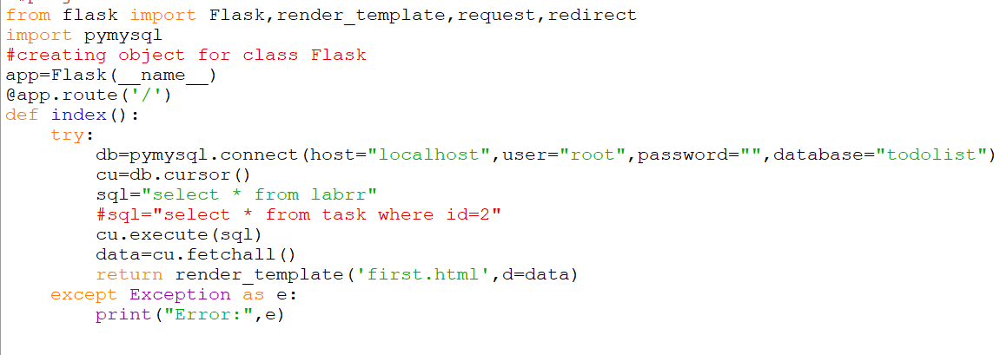 from flask import Flask,render_template,request,redirect
import pymysql
#creating object for class Flask
app=Flask(__name__)
@app.route('/')
def index():
    try:
        db=pymysql.connect(host="localhost",user="root",password="",database="todolist")
        cu=db.cursor()
        sql="select * from labrr"
        #sql="select * from task where id=2"
        cu.execute(sql)
        data=cu.fetchall()
        return render_template('first.html',d=data)
    except Exception as e:
        print("Error:",e)